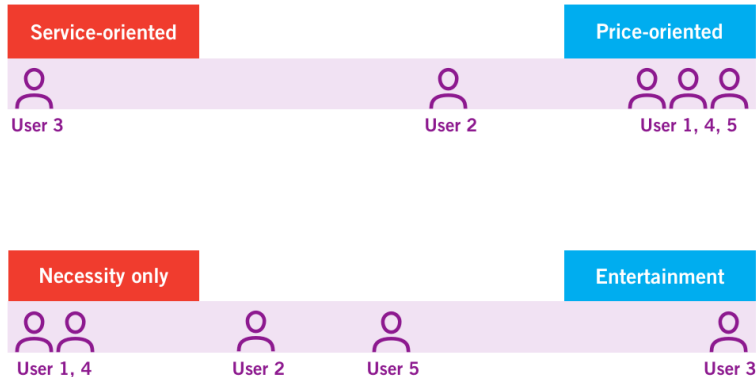 Service-oriented Price-oriented
User 3 User 2 User 1, 4, 5
Necessity only Entertainment
User 1, 4 User 2 User 5 User 3